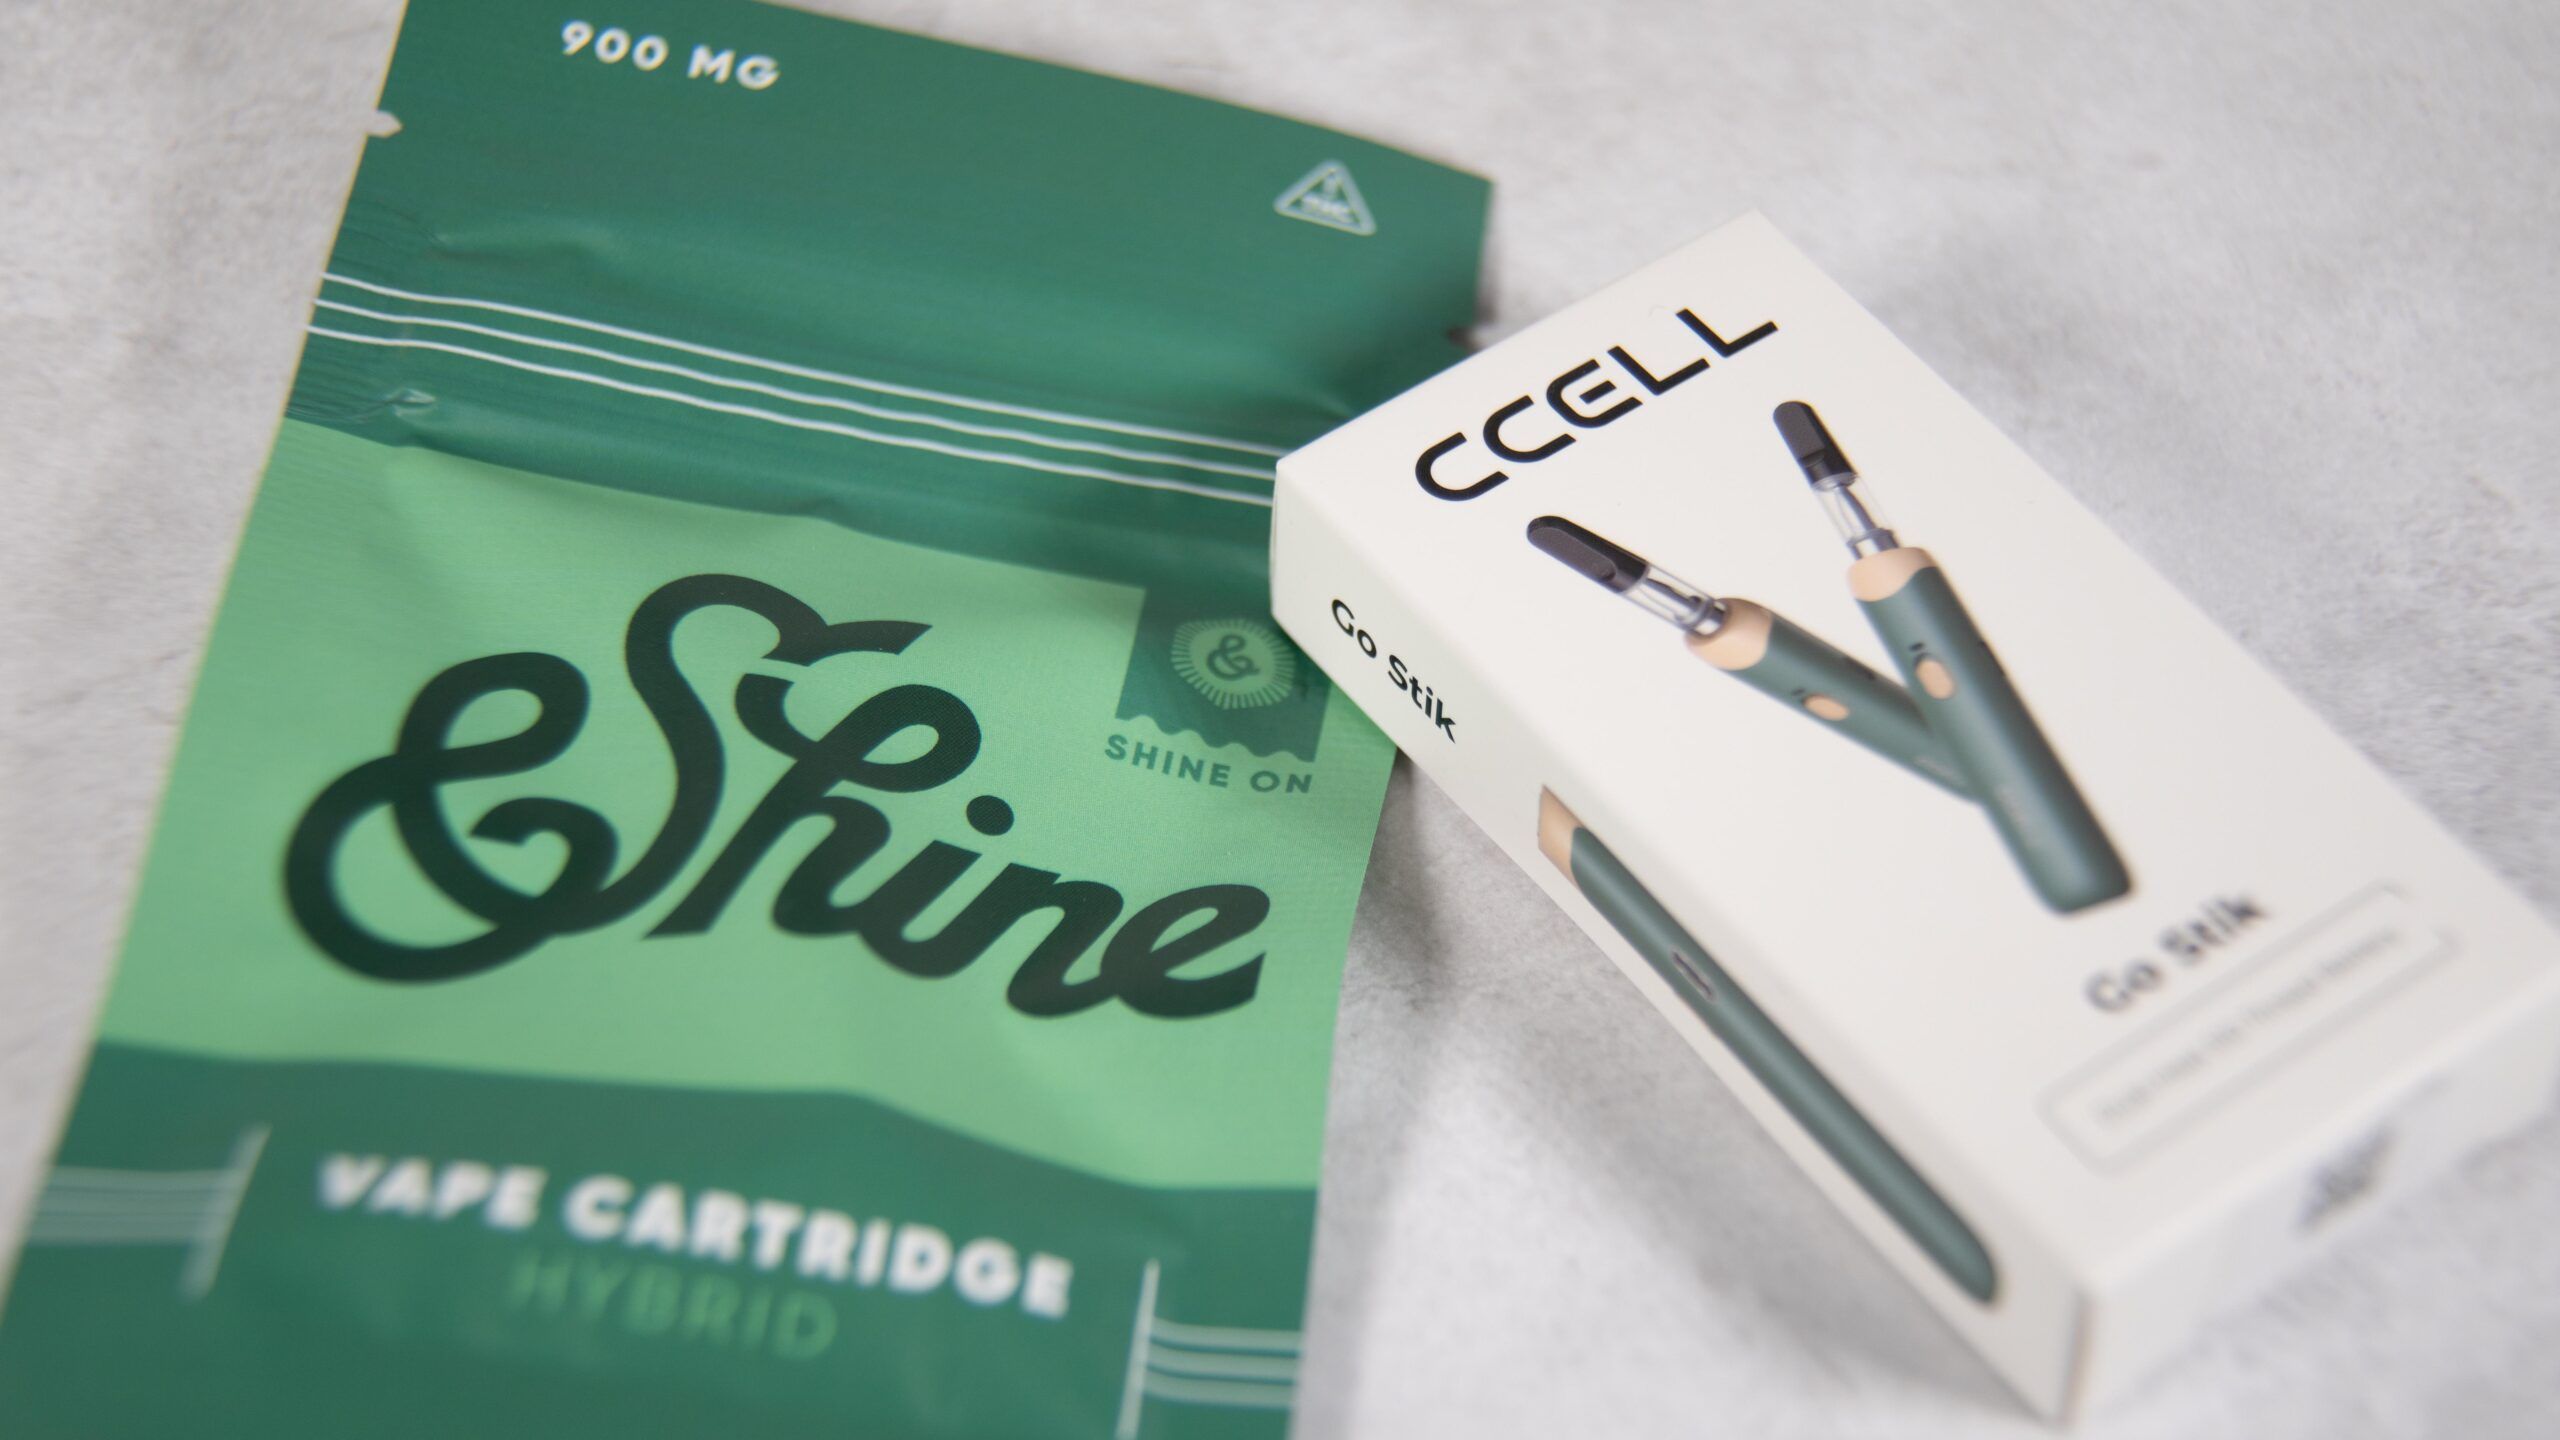 900 MG
&Shine
&
SHINE ON
VAPE CARTRIDGE
HYBRID
CCELL
Go Stik
Go Stik